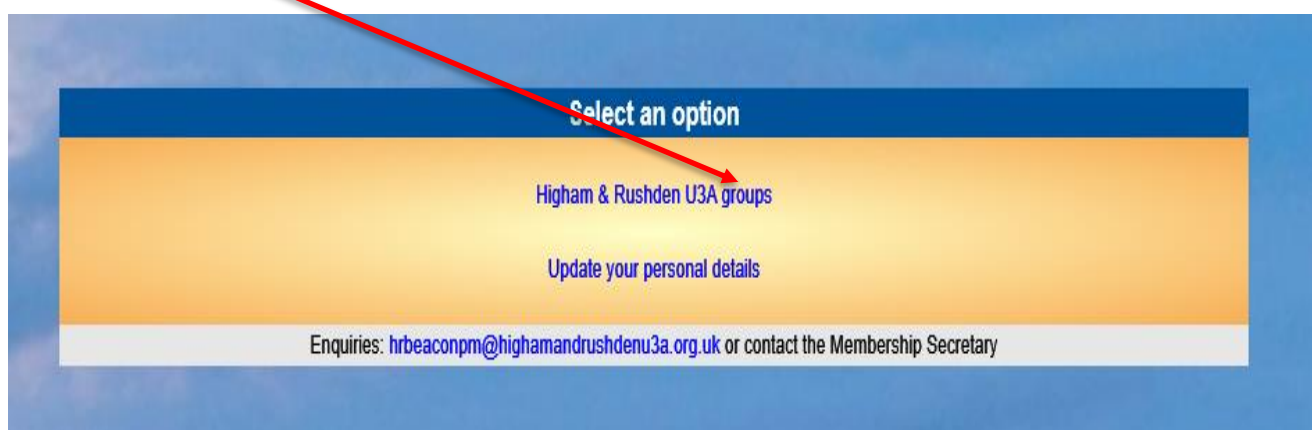 Select an option
Higham & Rushden U3A groups
Update your personal details
Enquiries: hrbeaconpm@highamandrushdenu3a.org.uk or contact the Membership Secretary